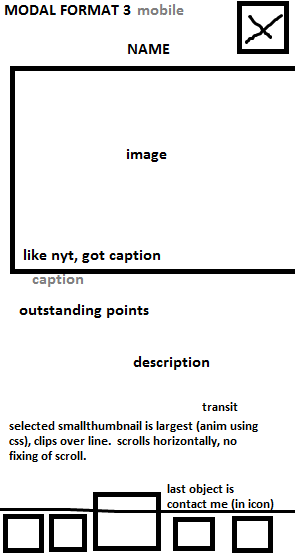 MODAL FORMAT 3 mobile
NAME
image
like nyt, got caption
caption
outstanding points
description
transit
selected smallthumbnail is largest (anim using
css), clips over line.  scrolls horizontally, no
fixing of scroll.
last object is
contact me (in icon)